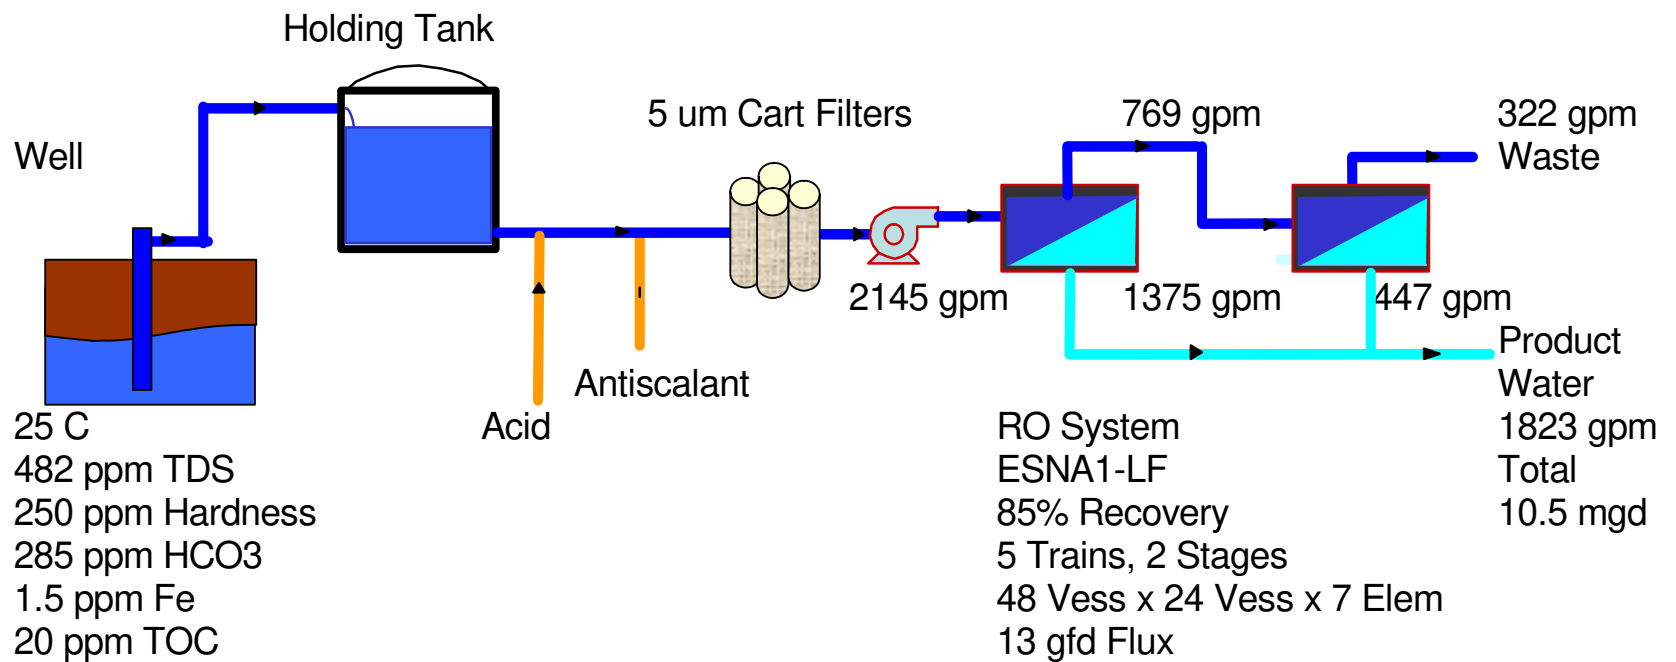 Holding Tank
Well
5 um Cart Filters
769 gpm
322 gpm
Waste
2145 gpm
1375 gpm
447 gpm
Antiscalant
Acid
Product
Water
1823 gpm
Total
10.5 mgd
25 C
482 ppm TDS
250 ppm Hardness
285 ppm HCO3
1.5 ppm Fe
20 ppm TOC
RO System
ESNA1-LF
85% Recovery
5 Trains, 2 Stages
48 Vess x 24 Vess x 7 Elem
13 gfd Flux